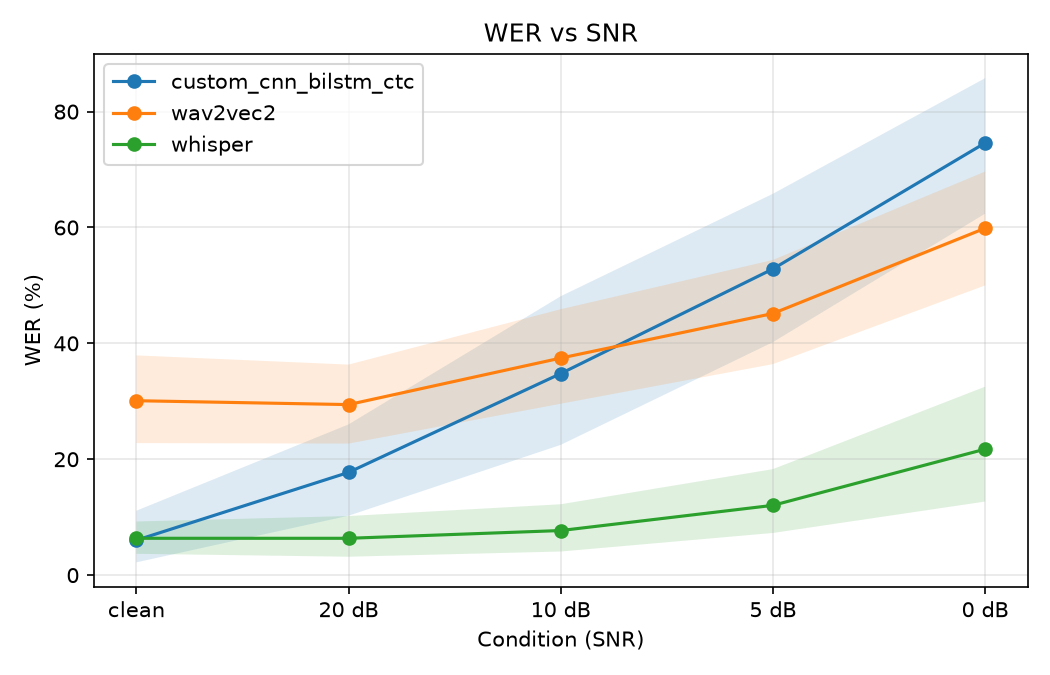 WER vs SNR
custom_cnn_bilstm_ctc
wav2vec2
whisper
WER (%)
80
60
40
20
0
clean
20 dB
10 dB
5 dB
0 dB
Condition (SNR)